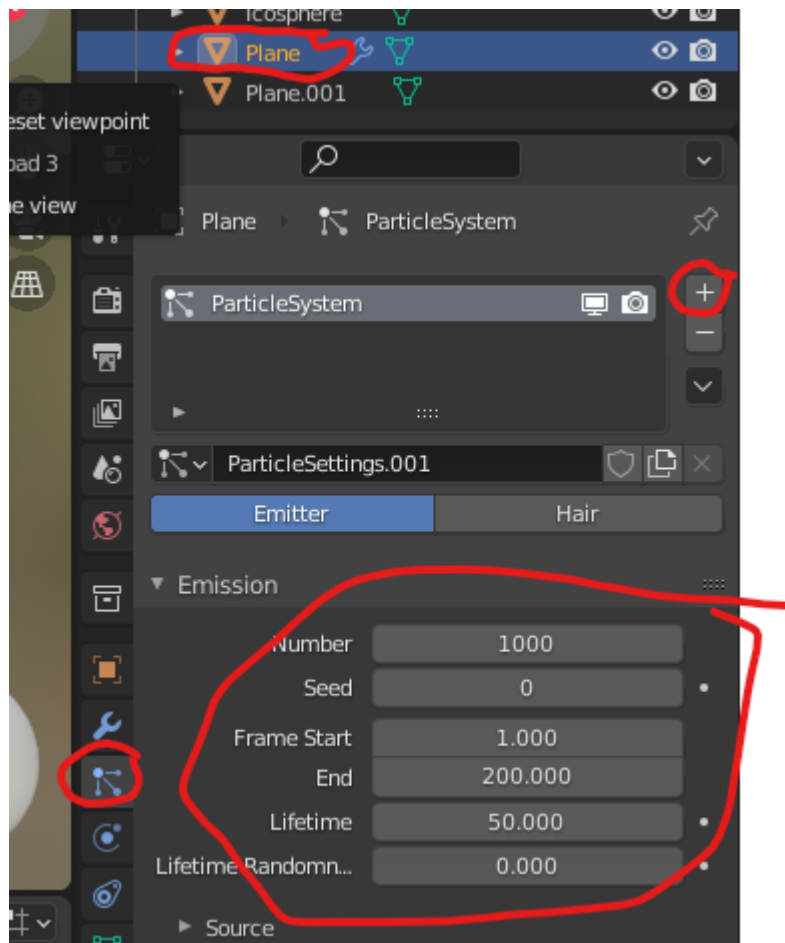 Icosphere
Plane
Plane.001
eset viewpoint
pad 3
e view
Plane
ParticleSystem
ParticleSystem
ParticleSettings.001
Emitter
Hair
Emission
Number 1000
Seed 0
Frame Start 1.000
End 200.000
Lifetime 50.000
Lifetime Randomn... 0.000
Source